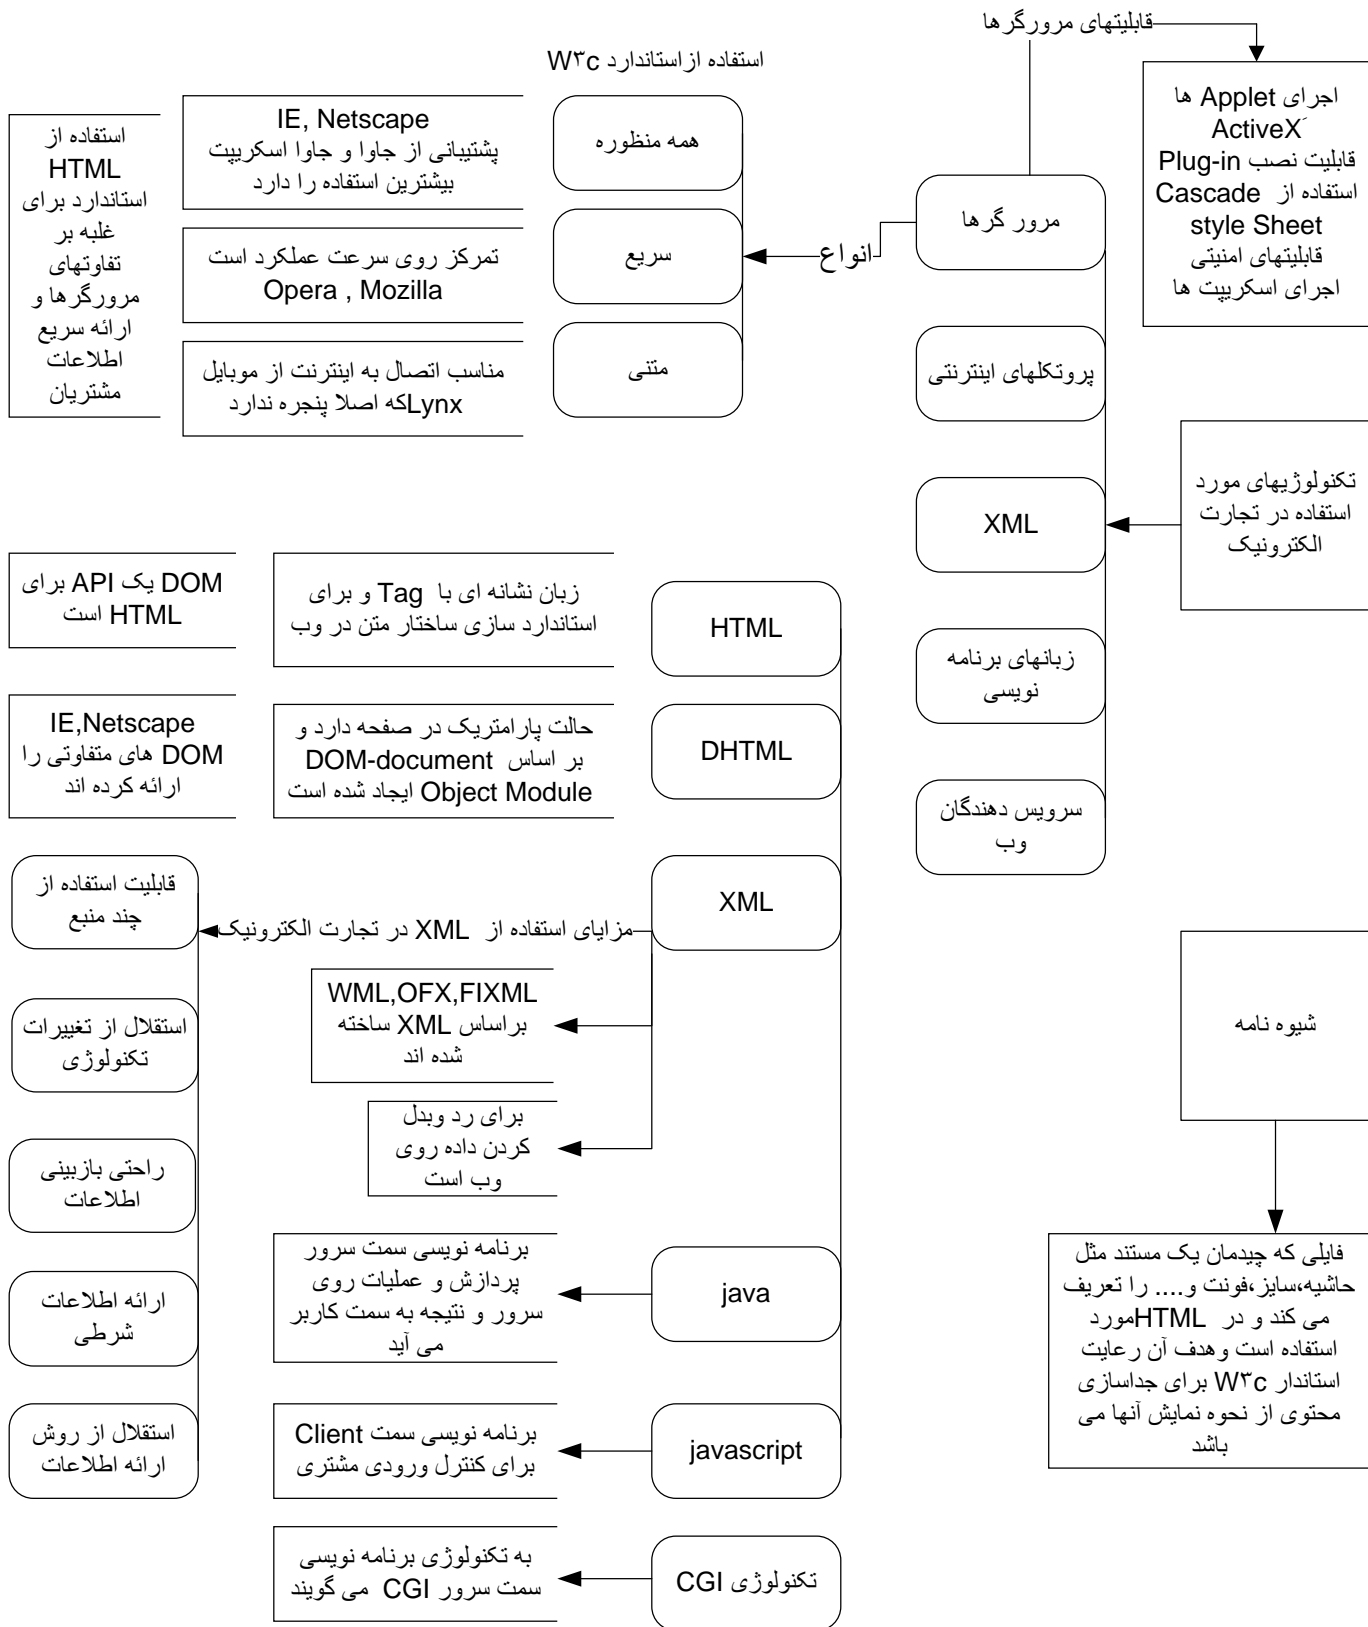 قابلیتهای مرورگرها
اجرای Applet ها
ActiveX َ
قابلیت نصب Plug-in
استفاده از Cascade
style Sheet
قابلیتهای امنیتی
اجرای اسکریپت ها
مرور گرها
پروتکلهای اینترنتی
XML
زبانهای برنامه
نویسی
سرویس دهندگان
وب
تکنولوژیهای مورد
استفاده در تجارت
الکترونیک
انواع
استفاده ازاستاندارد W۳c
همه منظوره
IE, Netscape
پشتیبانی از جاوا و جاوا اسکریپت
بیشترین استفاده را دارد
سریع
تمرکز روی سرعت عملکرد است
Opera , Mozilla
متنی
مناسب اتصال به اینترنت از موبایل
Lynxکه اصلا پنجره ندارد
استفاده از
HTML
استاندارد برای
غلبه بر
تفاوتهای
مرورگرها و
ارائه سریع
اطلاعات
مشتریان
HTML
زبان نشانه ای با Tag و برای
استاندارد سازی ساختار متن در وب
DOM یک API برای
HTML است
DHTML
حالت پارامتریک در صفحه دارد و
بر اساس DOM-document
Object Module ایجاد شده است
IE,Netscape
DOM های متفاوتی را
ارائه کرده اند
XML
مزایای استفاده از XML در تجارت الکترونیک
قابلیت استفاده از
چند منبع
استقلال از تغییرات
تکنولوژی
راحتی بازبینی
اطلاعات
ارائه اطلاعات
شرطی
استقلال از روش
ارائه اطلاعات
WML,OFX,FIXML
براساس XML ساخته
شده اند
برای رد وبدل
کردن داده روی
وب است
java
برنامه نویسی سمت سرور
پردازش و عملیات روی
سرور و نتیجه به سمت کاربر
می آید
javascript
برنامه نویسی سمت Client
برای کنترل ورودی مشتری
تکنولوژی CGI
به تکنولوژی برنامه نویسی
سمت سرور CGI می گویند
شیوه نامه
فایلی که چیدمان یک مستند مثل
حاشیه،سایز،فونت و.... را تعریف
می کند و در HTMLمورد
استفاده است وهدف آن رعایت
استاندار W۳c برای جداسازی
محتوی از نحوه نمایش آنها می
باشد